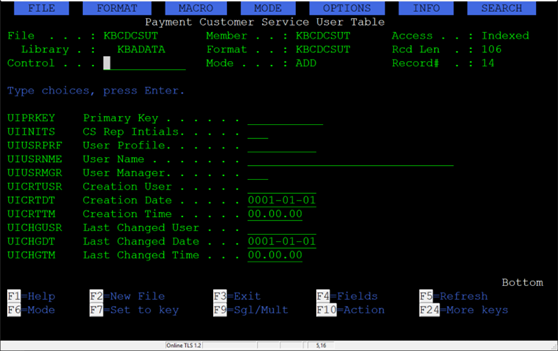 FILE FORMAT MACRO MODE OPTIONS INFO SEARCH
Payment Customer Service User Table
File . . . : KBCDCSUT Member . . : KBCDCSUT Access . . : Indexed
Library . : KBADATA Format . . : KBCDCSUT Rcd Len . : 106
Control . . . Mode . . . : ADD Record# . : 14
Type choices, press Enter.
UIPRKEY Primary Key . . . . . .
UIINITS CS Rep Intials. . . . .
UIUSRPRF User Profile. . . . . .
UIUSRNME User Name . . . . . . .
UIUSRMGR User Manager. . . . . .
UICRTUSR Creation User . . . . .
UICRTDT Creation Date . . . . . 0001-01-01
UICRTTM Creation Time . . . . . 00.00.00
UICHGUSR Last Changed User . . .
UICHGDT Last Changed Date . . . 0001-01-01
UICHGTM Last Changed Time . . . 00.00.00
Bottom
F1=Help F2=New File F3=Exit F4=Fields F5=Refresh
F6=Mode F7=Set to key F9=Sgl/Mult F10=Action F24=More keys
Online TLS 1.2 5,16